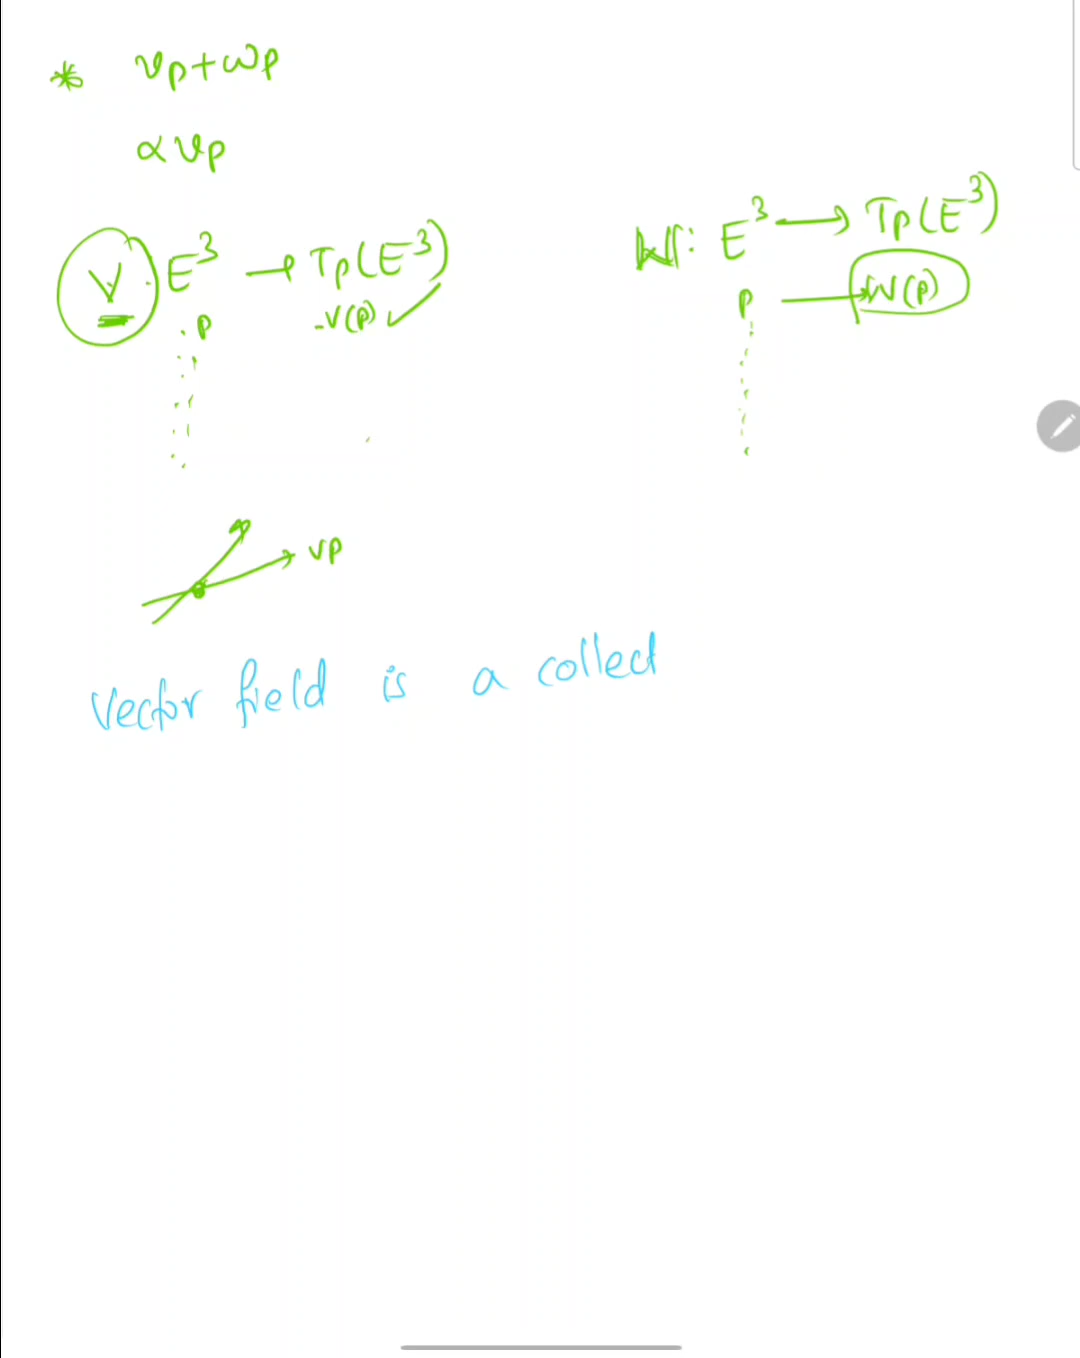 * vp+wp
αvp
V: E³ → Tp(E³)
.p -V(p) ✓
W: E³ → Tp(E³)
p → W(p)
vp
Vector field is a collect